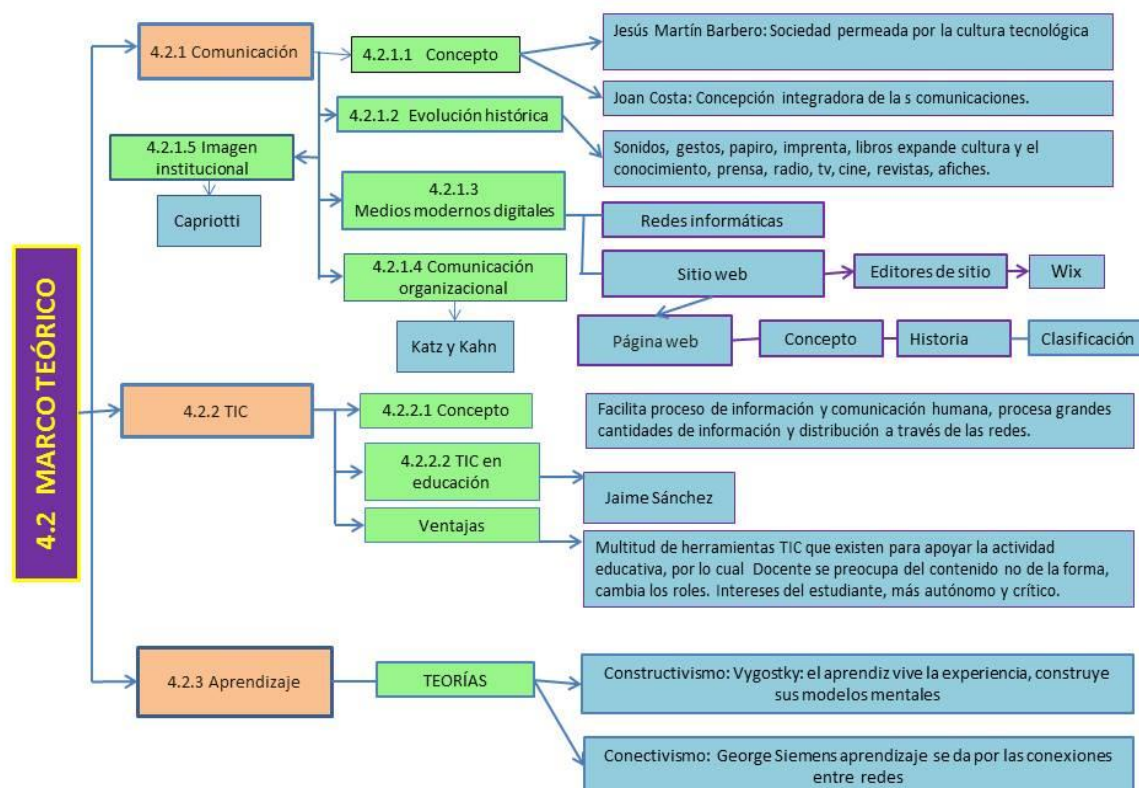 4.2 MARCO TEÓRICO
4.2.1 Comunicación
4.2.1.1 Concepto
Jesús Martín Barbero: Sociedad permeada por la cultura tecnológica
Joan Costa: Concepción integradora de la s comunicaciones.
4.2.1.2 Evolución histórica
Sonidos, gestos, papiro, imprenta, libros expande cultura y el
conocimiento, prensa, radio, tv, cine, revistas, afiches.
4.2.1.5 Imagen
institucional
Capriotti
4.2.1.3
Medios modernos digitales
Redes informáticas
Sitio web
Editores de sitio
Wix
Página web
Concepto
Historia
Clasificación
4.2.1.4 Comunicación
organizacional
Katz y Kahn
4.2.2 TIC
4.2.2.1 Concepto
Facilita proceso de información y comunicación humana, procesa grandes
cantidades de información y distribución a través de las redes.
4.2.2.2 TIC en
educación
Jaime Sánchez
Ventajas
Multitud de herramientas TIC que existen para apoyar la actividad
educativa, por lo cual Docente se preocupa del contenido no de la forma,
cambia los roles. Intereses del estudiante, más autónomo y crítico.
4.2.3 Aprendizaje
TEORÍAS
Constructivismo: Vygostky: el aprendiz vive la experiencia, construye
sus modelos mentales
Conectivismo: George Siemens aprendizaje se da por las conexiones
entre redes